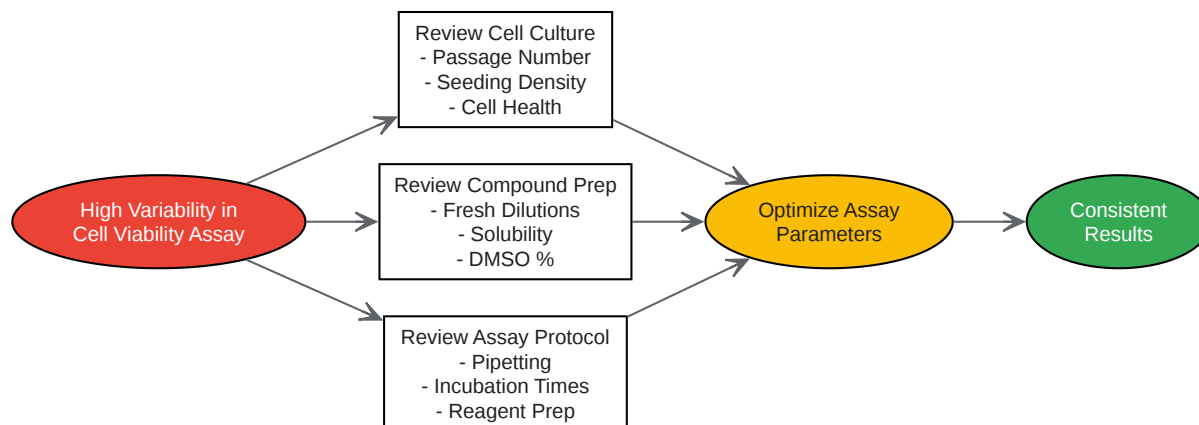 High Variability in
Cell Viability Assay
Review Cell Culture
- Passage Number
- Seeding Density
- Cell Health
Review Compound Prep
- Fresh Dilutions
- Solubility
- DMSO %
Review Assay Protocol
- Pipetting
- Incubation Times
- Reagent Prep
Optimize Assay
Parameters
Consistent
Results